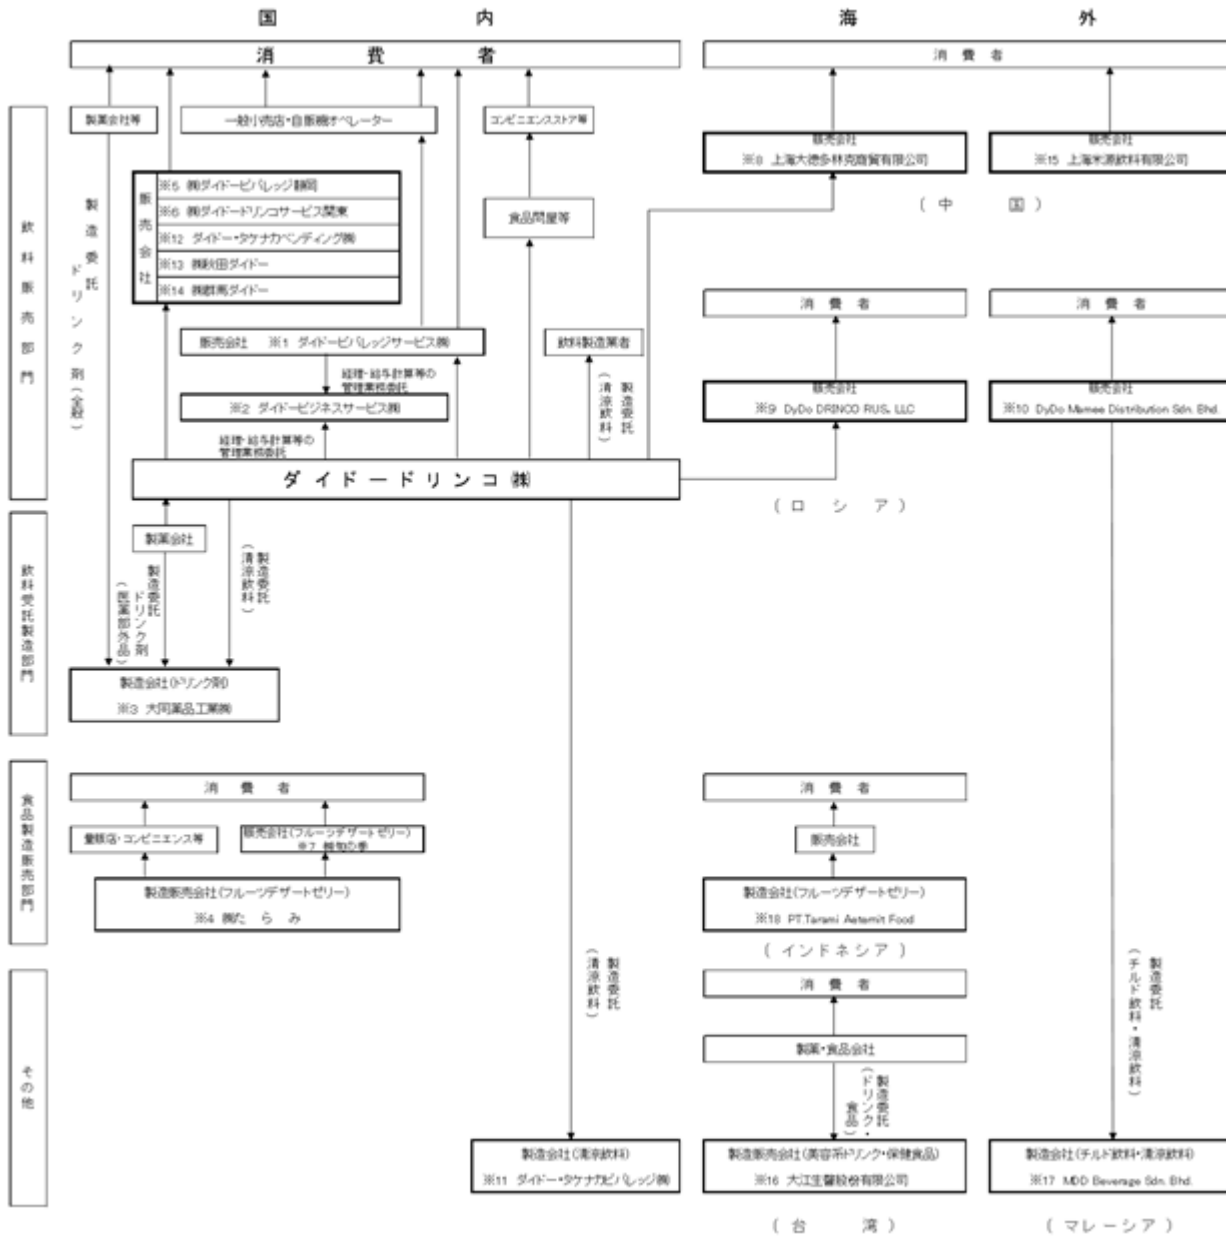 国内
海外
消費者
消費者
製薬会社等
一般小売店・自販機オペレーター
コンビニエンスストア等
販売会社
※8 上海大徳多林克商貿有限公司
販売会社
※15 上海米源飲料有限公司
(中国)
飲料販売部門
製造委託
ドリンク剤(全般)
販売会社
※5 ㈱ダイドービバレッジ静岡
※6 ㈱ダイドードリンコサービス関東
※12 ダイドー・タケナカベンディング㈱
※13 ㈱秋田ダイドー
※14 ㈱群馬ダイドー
食品問屋等
消費者
消費者
販売会社 ※1 ダイドービバレッジサービス㈱
飲料製造業者
経理・給与計算等の
管理業務委託
製造委託
(清涼飲料)
※2 ダイドービジネスサービス㈱
販売会社
※9 DyDo DRINCO RUS, LLC
販売会社
※10 DyDo Mamee Distribution Sdn. Bhd.
経理・給与計算等の
管理業務委託
ダイドードリンコ㈱
(ロシア)
飲料受託製造部門
製薬会社
製造委託
ドリンク剤
(医薬部外品)
製造委託
(清涼飲料)
製造会社(ドリンク剤)
※3 大同薬品工業㈱
食品製造販売部門
消費者
消費者
量販店・コンビニエンス等
販売会社(フルーツデザートゼリー)
※7 ㈱旬の季
販売会社
製造販売会社(フルーツデザートゼリー)
※4 ㈱たらみ
製造会社(フルーツデザートゼリー)
※18 PT.Tarami Aeternit Food
(インドネシア)
その他
製造委託
(清涼飲料)
消費者
製造委託
(チルド飲料・清涼飲料)
製薬・食品会社
製造委託
(ドリンク・
食品)
製造会社(清涼飲料)
※11 ダイドー・タケナカビバレッジ㈱
製造販売会社(美容系ドリンク・保健食品)
※16 大江生醫股份有限公司
製造会社(チルド飲料・清涼飲料)
※17 MDD Beverage Sdn. Bhd.
(台湾)
(マレーシア)